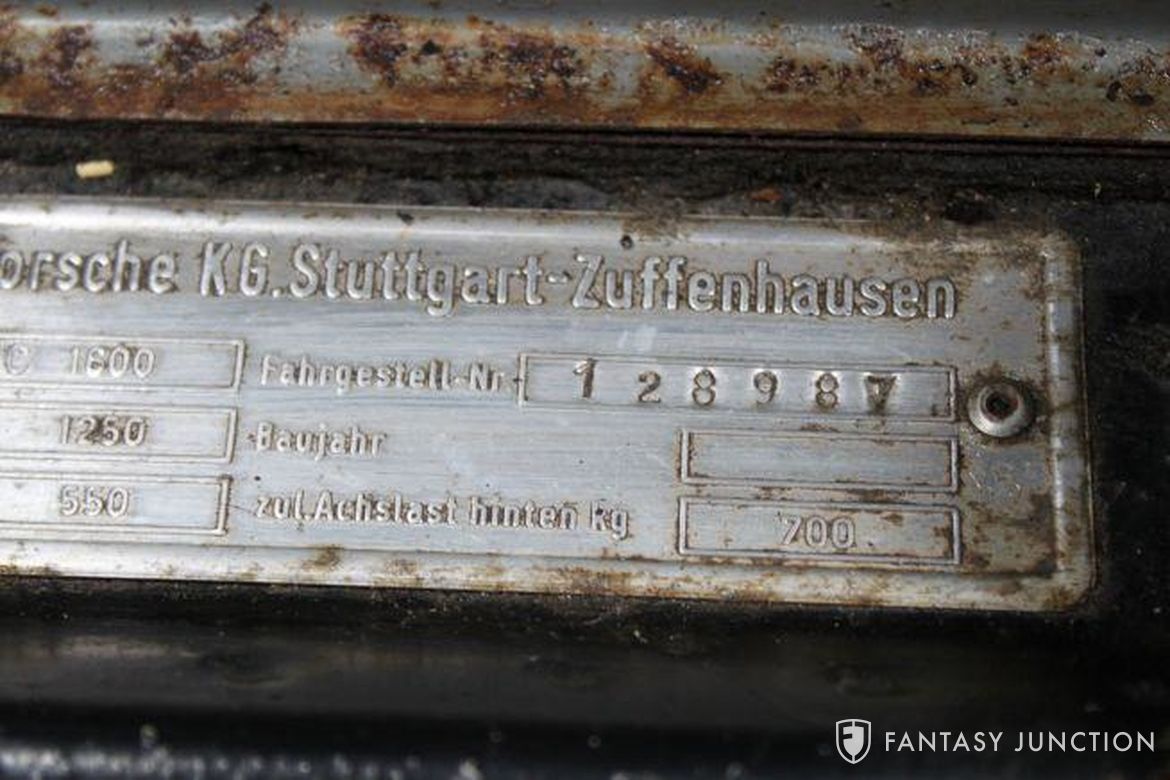 orsche KG.Stuttgart-Zuffenhausen
C 1600 Fahrgestell-Nr. 128987
1250 Baujahr
550 zul.Achslast hinten kg 700
FANTASY JUNCTION